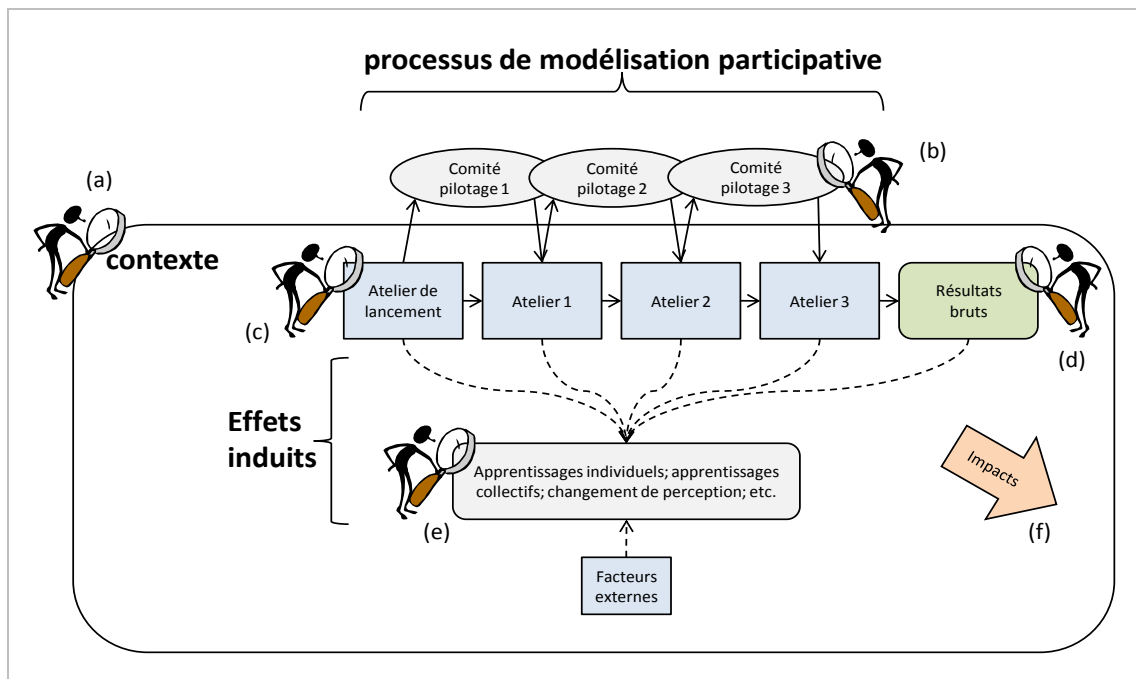 processus de modélisation participative
Comité
pilotage 1
Comité
pilotage 2
Comité
pilotage 3
(b)
(a)
contexte
(c)
Atelier de
lancement
Atelier 1
Atelier 2
Atelier 3
Résultats
bruts
(d)
Effets
induits
(e)
Apprentissages individuels; apprentissages
collectifs; changement de perception; etc.
Impacts
(f)
Facteurs
externes